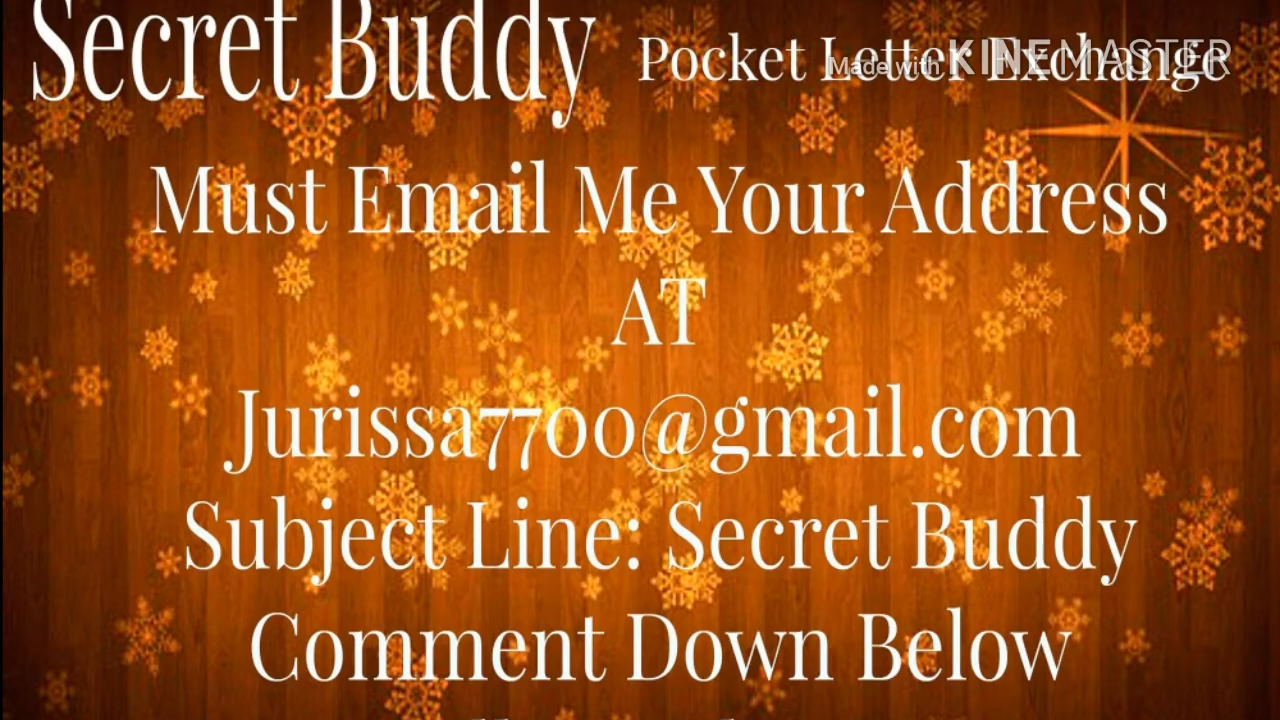 Secret Buddy Pocket Letter Exchange
Made with KINEMASTER
Must Email Me Your Address
AT
Jurissa7700@gmail.com
Subject Line: Secret Buddy
Comment Down Below